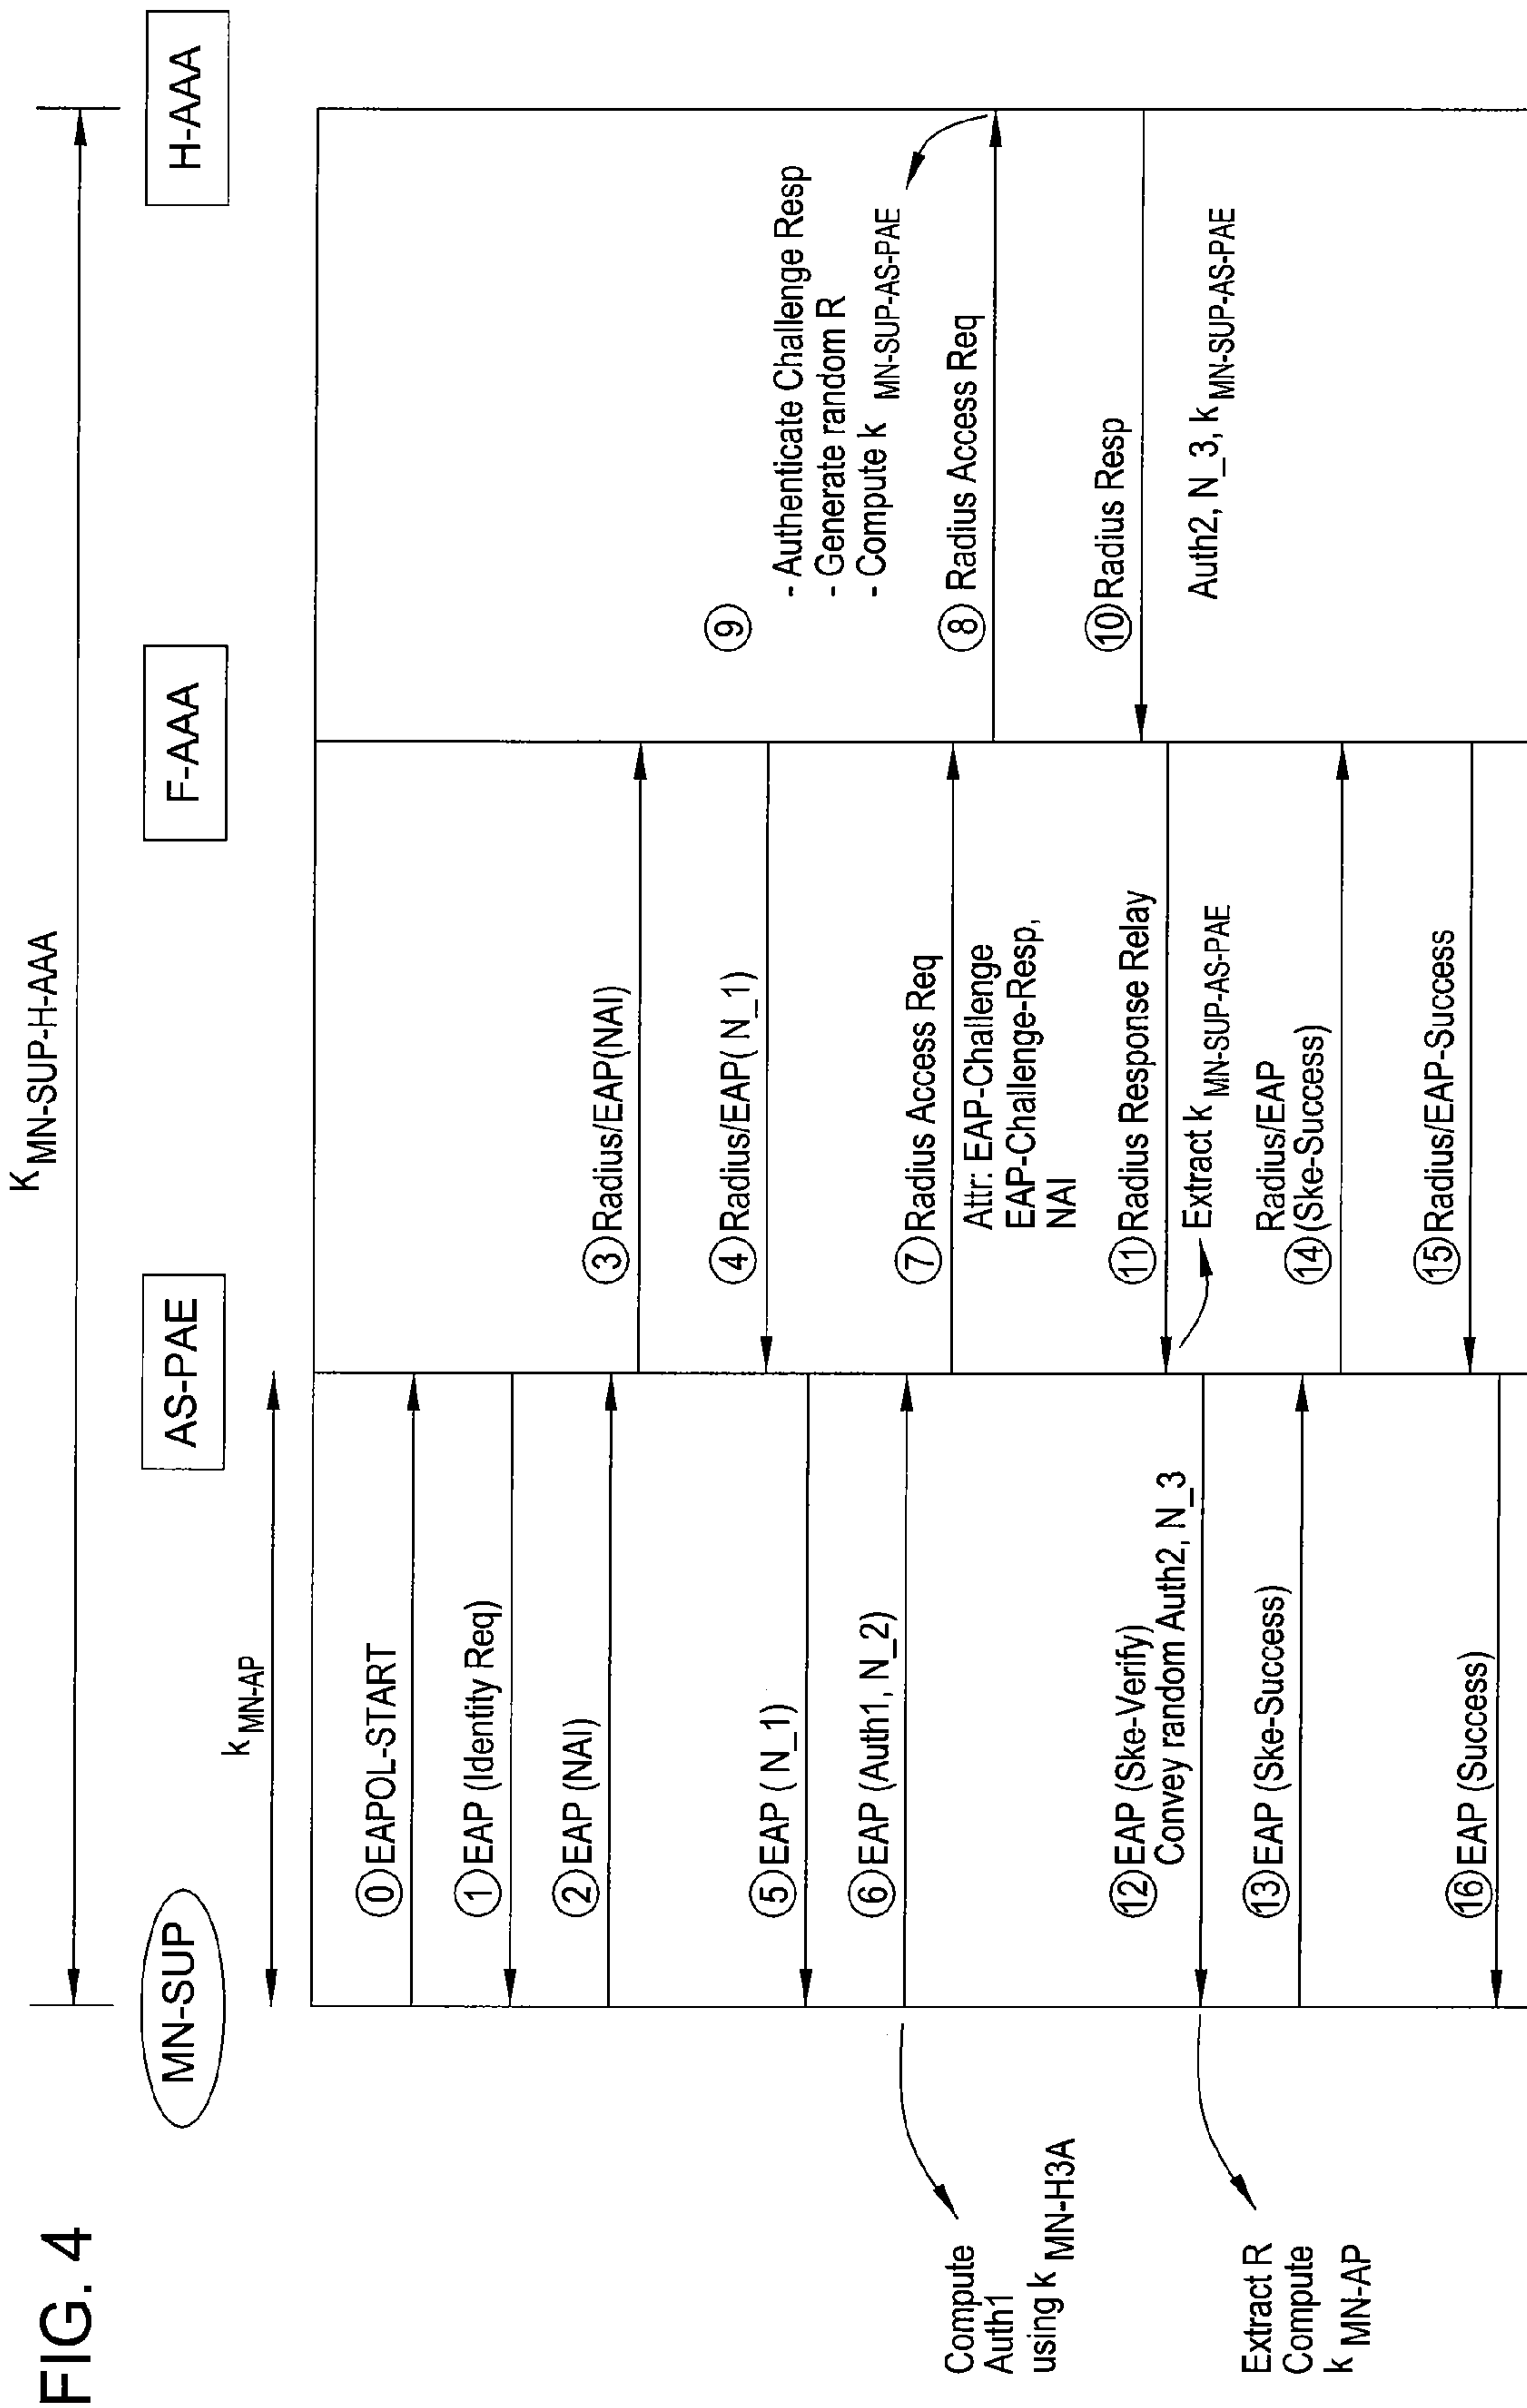 FIG. 4
K MN-SUP-H-AAA
MN-SUP
AS-PAE
F-AAA
H-AAA
k MN-AP
0 EAPOL-START
1 EAP (Identity Req)
2 EAP (NAI)
3 Radius/EAP(NAI)
4 Radius/EAP( N_1)
5 EAP ( N_1)
6 EAP (Auth1, N_2)
Compute
Auth1
using k MN-H3A
7 Radius Access Req
Attr: EAP-Challenge
EAP-Challenge-Resp,
NAI
9
- Authenticate Challenge Resp
- Generate random R
- Compute k MN-SUP-AS-PAE
8 Radius Access Req
10 Radius Resp
Auth2, N_3, k MN-SUP-AS-PAE
11 Radius Response Relay
Extract k MN-SUP-AS-PAE
12 EAP (Ske-Verify)
Convey random Auth2, N_3
Extract R
Compute
k MN-AP
13 EAP (Ske-Success)
Radius/EAP
14 (Ske-Success)
15 Radius/EAP-Success
16 EAP (Success)